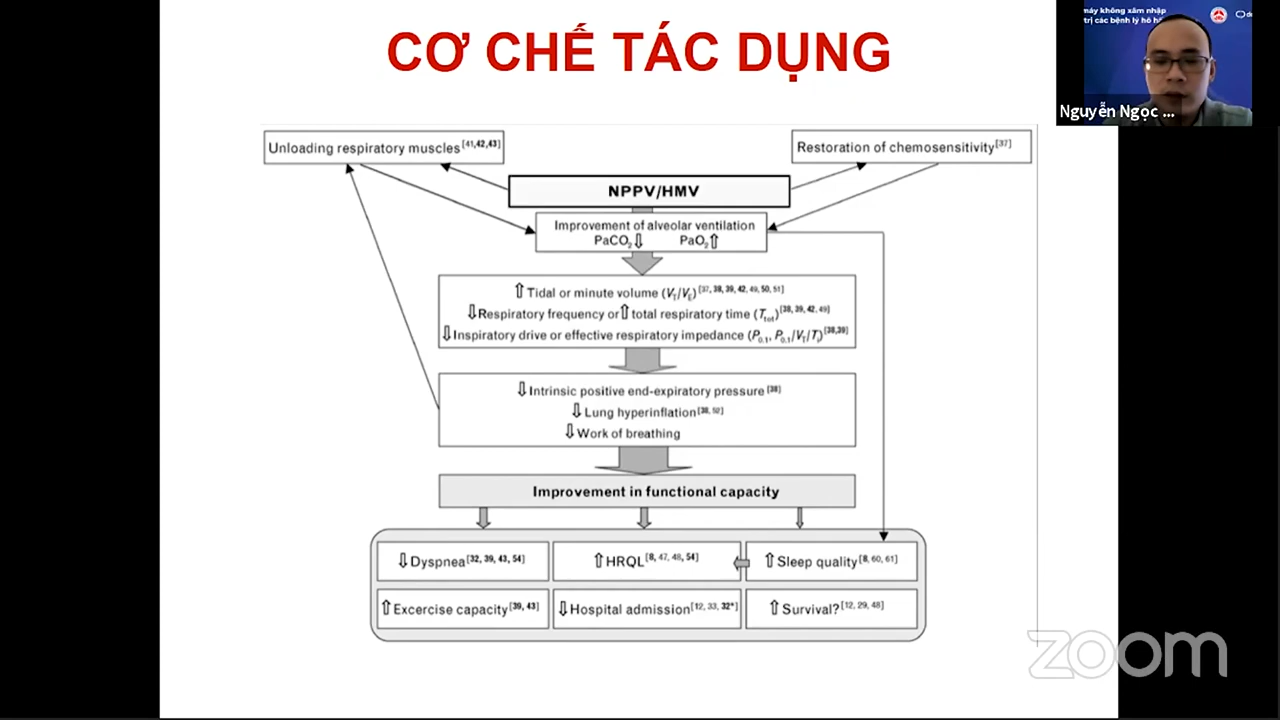 CƠ CHẾ TÁC DỤNG
máy không xâm nhập
trị các bệnh lý hô
Nguyễn Ngọc ...
Unloading respiratory muscles[41,42,43]
Restoration of chemosensitivity[37]
NPPV/HMV
Improvement of alveolar ventilation
PaCO2⇩ PaO2⇧
⇧Tidal or minute volume (VT/VE)[37, 38, 39, 42, 49, 50, 51]
⇩Respiratory frequency or⇧total respiratory time (Ttot)[38, 39, 42, 49]
⇩Inspiratory drive or effective respiratory impedance (P0.1, P0.1/VT/TI)[38,39]
⇩Intrinsic positive end-expiratory pressure[38]
⇩Lung hyperinflation[38, 52]
⇩Work of breathing
Improvement in functional capacity
⇩Dyspnea[32, 39, 43, 54]
⇧HRQL[8, 47, 48, 54]
⇧Sleep quality[8, 60, 61]
⇧Excercise capacity[39, 43]
⇩Hospital admission[12, 33, 32*]
⇧Survival?[12, 29, 48]
zoom